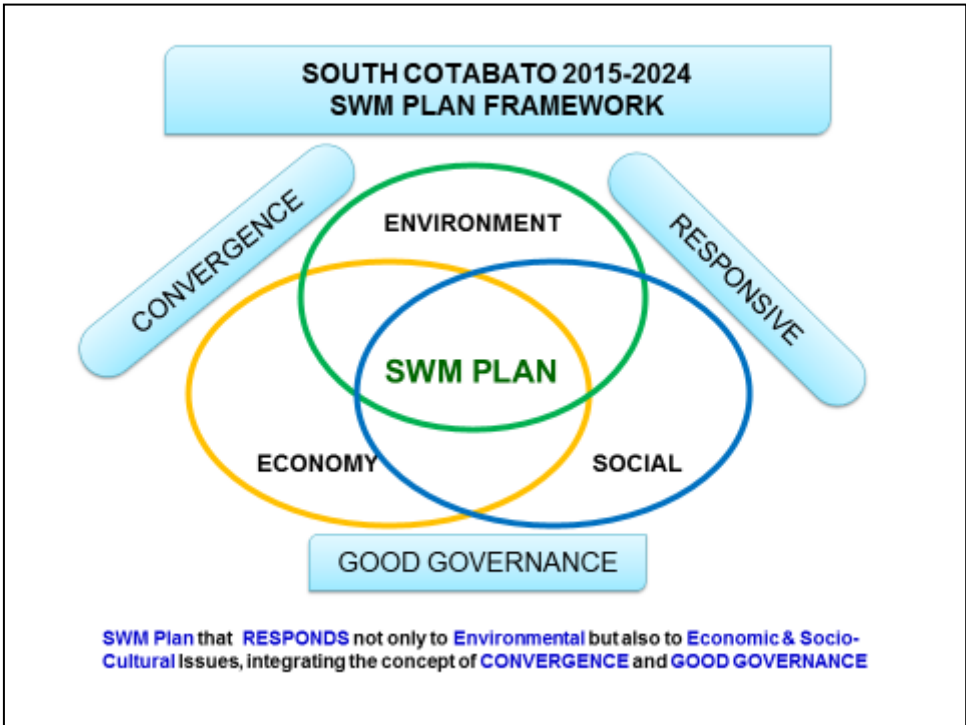 SOUTH COTABATO 2015-2024
SWM PLAN FRAMEWORK
CONVERGENCE
RESPONSIVE
ENVIRONMENT
SWM PLAN
ECONOMY
SOCIAL
GOOD GOVERNANCE
SWM Plan that RESPONDS not only to Environmental but also to Economic & Socio-
Cultural Issues, integrating the concept of CONVERGENCE and GOOD GOVERNANCE